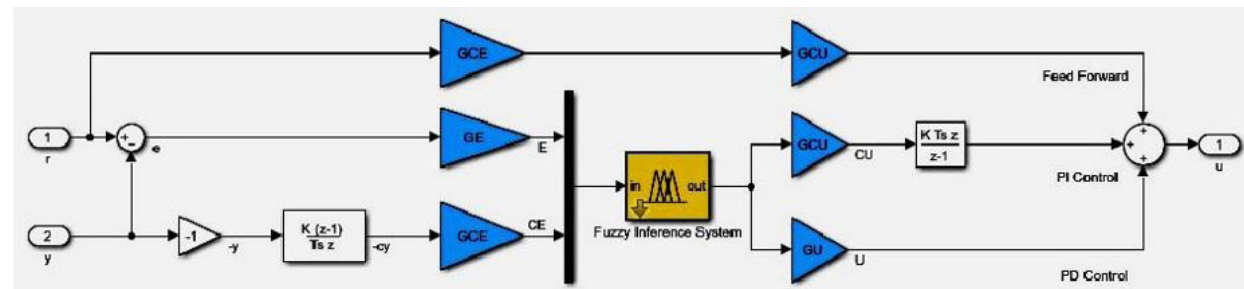 GCE
GCU
Feed Forward
1
r
+
-
e
GE
E
GCU
CU
K Ts z
z-1
+
+
+
1
u
PI Control
in
out
Fuzzy Inference System
2
y
-1
-y
K (z-1)
Ts z
-cy
GCE
CE
GU
U
PD Control